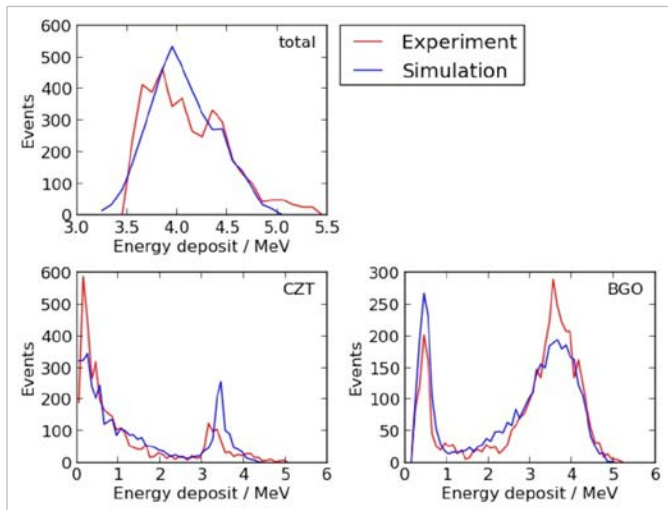 600
500
400
300
200
100
0
Events
total
3.0 3.5 4.0 4.5 5.0 5.5
Energy deposit / MeV
Experiment
Simulation
600
500
400
300
200
100
0
Events
CZT
0 1 2 3 4 5 6
Energy deposit / MeV
300
250
200
150
100
50
0
Events
BGO
0 1 2 3 4 5 6
Energy deposit / MeV